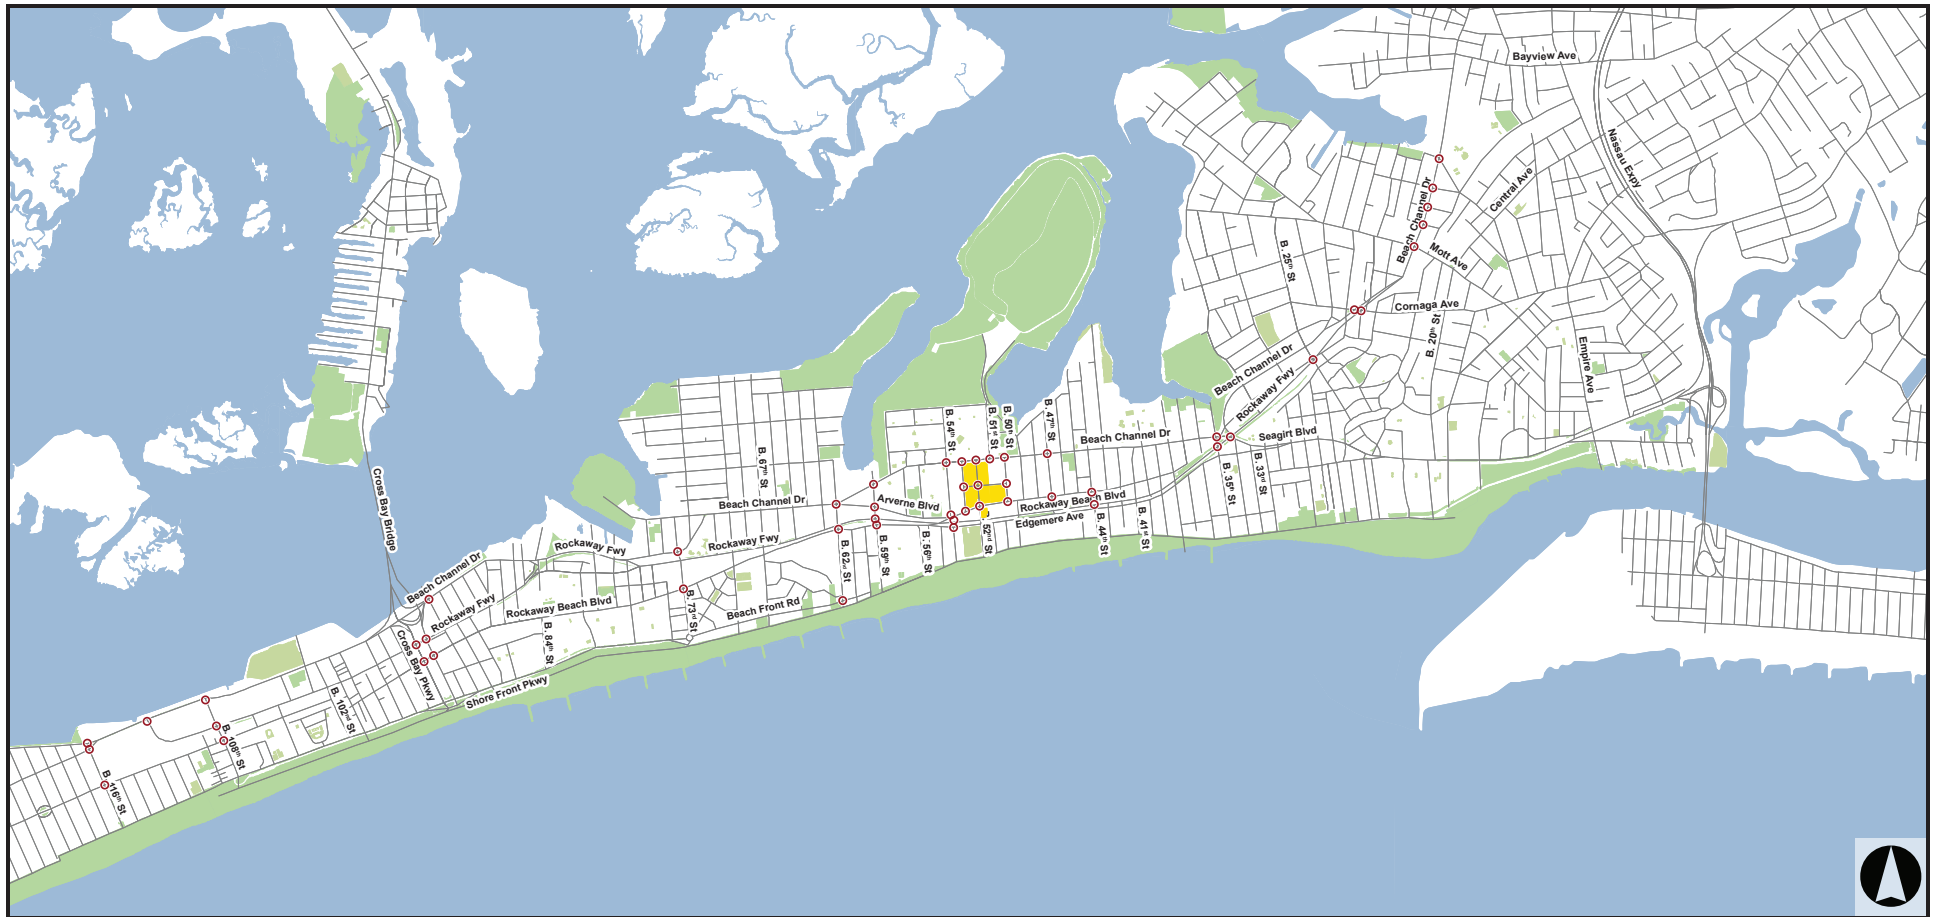 Bayview Ave
Nassau Expy
Central Ave
Beach Channel Dr
Mott Ave
B. 25th St
Cornaga Ave
B. 20th St
Empire Ave
Beach Channel Dr
Rockaway Fwy
B. 54th St
B. 51st St
B. 50th St
B. 47th St
Beach Channel Dr
Seagirt Blvd
B. 67th St
B. 35th St
B. 33rd St
Cross Bay Bridge
Beach Channel Dr
Arverne Blvd
Rockaway Beach Blvd
Edgemere Ave
52nd St
B. 44th St
B. 41st St
Rockaway Fwy
Rockaway Fwy
B. 62nd St
B. 59th St
B. 56th St
Beach Channel Dr
Rockaway Fwy
Rockaway Beach Blvd
B. 73rd St
Beach Front Rd
Cross Bay Pkwy
B. 84th St
Shore Front Pkwy
B. 102nd St
B. 108th St
B. 116th St